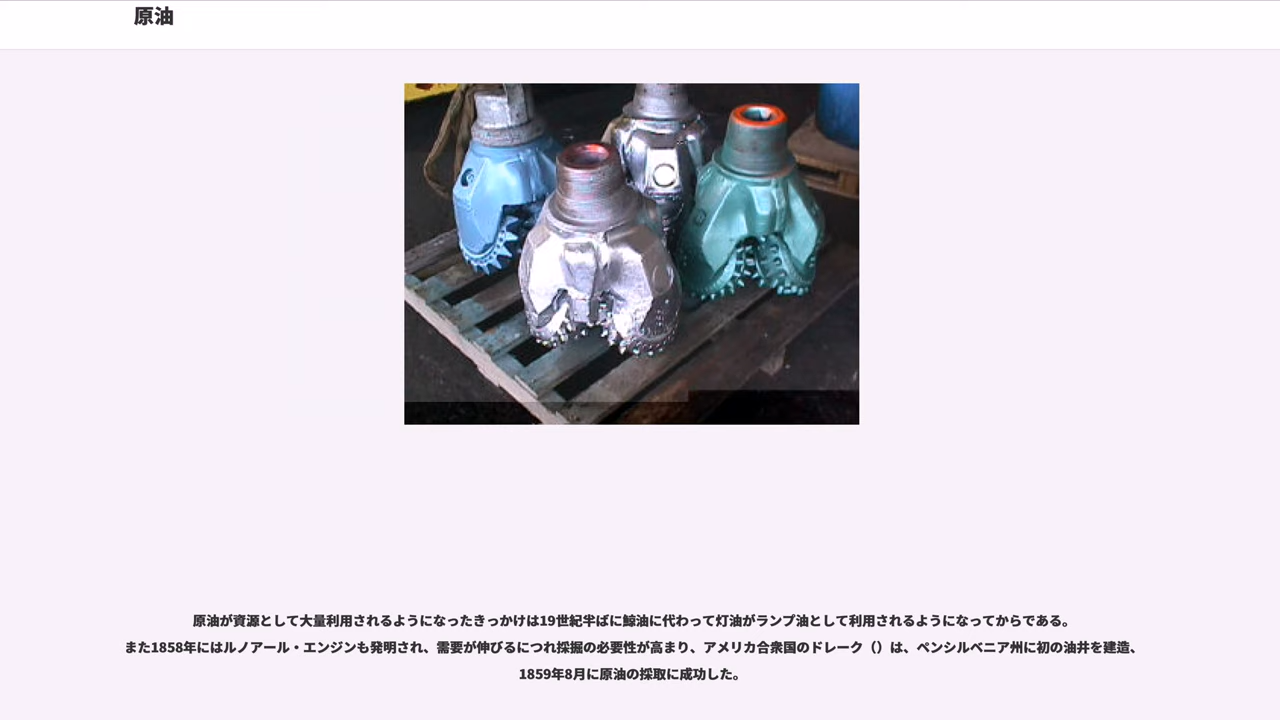 原油
原油が資源として大量利用されるようになったきっかけは19世紀半ばに鯨油に代わって灯油がランプ油として利用されるようになってからである。
また1858年にはルノアール・エンジンも発明され、需要が伸びるにつれ採掘の必要性が高まり、アメリカ合衆国のドレーク（）は、ペンシルベニア州に初の油井を建造、
1859年8月に原油の採取に成功した。